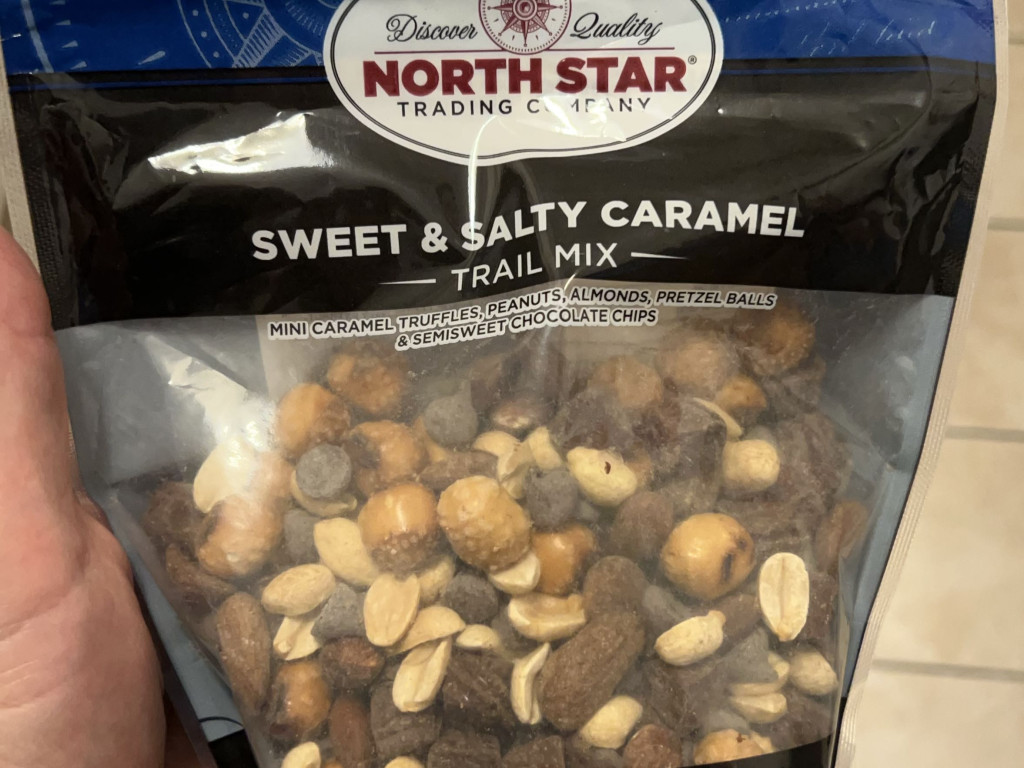 Discover Quality
NORTH STAR®
TRADING COMPANY
SWEET & SALTY CARAMEL
TRAIL MIX
MINI CARAMEL TRUFFLES, PEANUTS, ALMONDS, PRETZEL BALLS
& SEMISWEET CHOCOLATE CHIPS